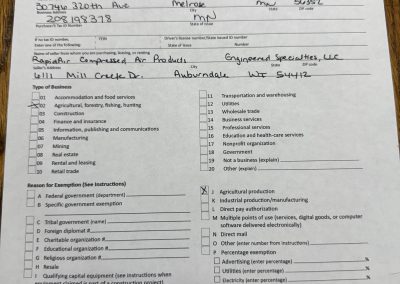 30746 320th Ave Melrose MN 56352
Business Address City State ZIP code
208198378 MN
Purchaser's Tax ID Number State of Issue
If no tax ID number, FEIN Driver's license number/State issued ID number
Enter one of the following: State of Issue Number
Name of seller from whom you are purchasing, leasing, or renting
RapidAir Compressed Air Products Engineered Specialties, LLC
Seller's Address City State ZIP code
6111 Mill Creek Dr. Auburndale WI 54412
Type of Business
01 Accommodation and food services
X 02 Agricultural, forestry, fishing, hunting
03 Construction
04 Finance and insurance
05 Information, publishing and communications
06 Manufacturing
07 Mining
08 Real estate
09 Rental and leasing
10 Retail trade
11 Transportation and warehousing
12 Utilities
13 Wholesale trade
14 Business services
15 Professional services
16 Education and health-care services
17 Nonprofit organization
18 Government
19 Not a business (explain)
20 Other (explain)
Reason for Exemption (See Instructions)
A Federal government (department)
B Specific government exemption
C Tribal government (name)
D Foreign diplomat #
E Charitable organization #
F Educational organization #
G Religious organization #
H Resale
I Qualifying capital equipment (see instructions when
equipment claimed is part of a construction project)
X J Agricultural production
K Industrial production/manufacturing
L Direct pay authorization
M Multiple points of use (services, digital goods, or computer
software delivered electronically)
N Direct mail
O Other (enter number from instructions)
P Percentage exemption
Advertising (enter percentage) %
Utilities (enter percentage) %
Electricity (enter percentage) %